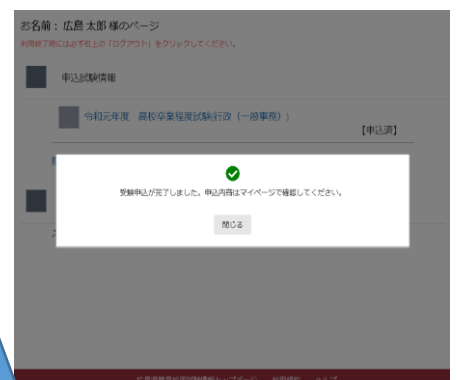 お名前： 広島 太郎 様のページ
利用終了時には必ず右上の「ログアウト」をクリックしてください。
申込試験情報
令和元年度　高校卒業程度試験行政（一般事務））
【申込済】
受験申込が完了しました。申込内容はマイページで確認してください。
閉じる